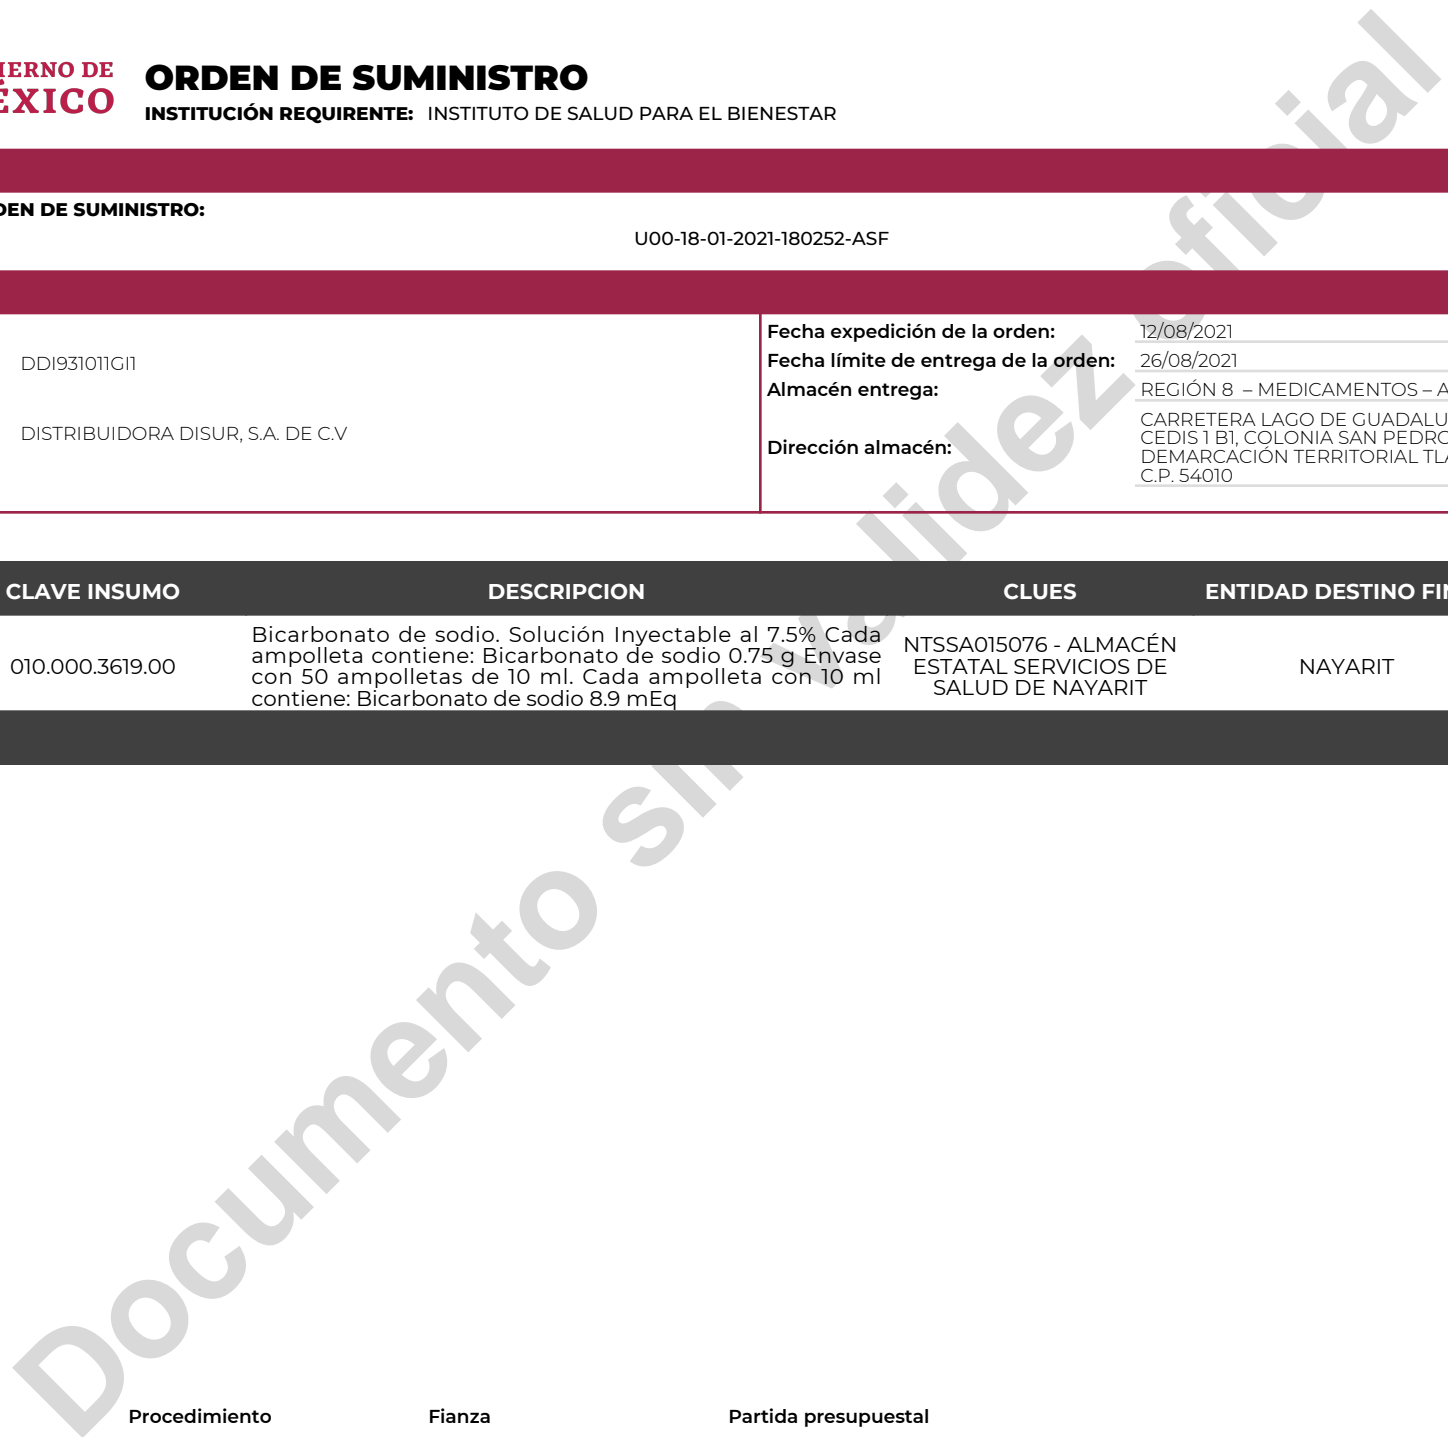 IERNO DE
ÉXICO
ORDEN DE SUMINISTRO
INSTITUCIÓN REQUIRENTE: INSTITUTO DE SALUD PARA EL BIENESTAR
DEN DE SUMINISTRO:
U00-18-01-2021-180252-ASF
DDI931011GI1
DISTRIBUIDORA DISUR, S.A. DE C.V
Fecha expedición de la orden: 12/08/2021
Fecha límite de entrega de la orden: 26/08/2021
Almacén entrega: REGIÓN 8 – MEDICAMENTOS – A
Dirección almacén:
CARRETERA LAGO DE GUADALU
CEDIS 1 B1, COLONIA SAN PEDRO
DEMARCACIÓN TERRITORIAL TLA
C.P. 54010
CLAVE INSUMO DESCRIPCION CLUES ENTIDAD DESTINO FIN
010.000.3619.00
Bicarbonato de sodio. Solución Inyectable al 7.5% Cada
ampolleta contiene: Bicarbonato de sodio 0.75 g Envase
con 50 ampolletas de 10 ml. Cada ampolleta con 10 ml
contiene: Bicarbonato de sodio 8.9 mEq
NTSSA015076 - ALMACÉN
ESTATAL SERVICIOS DE
SALUD DE NAYARIT
NAYARIT
Documento sin validez oficial
Procedimiento Fianza Partida presupuestal